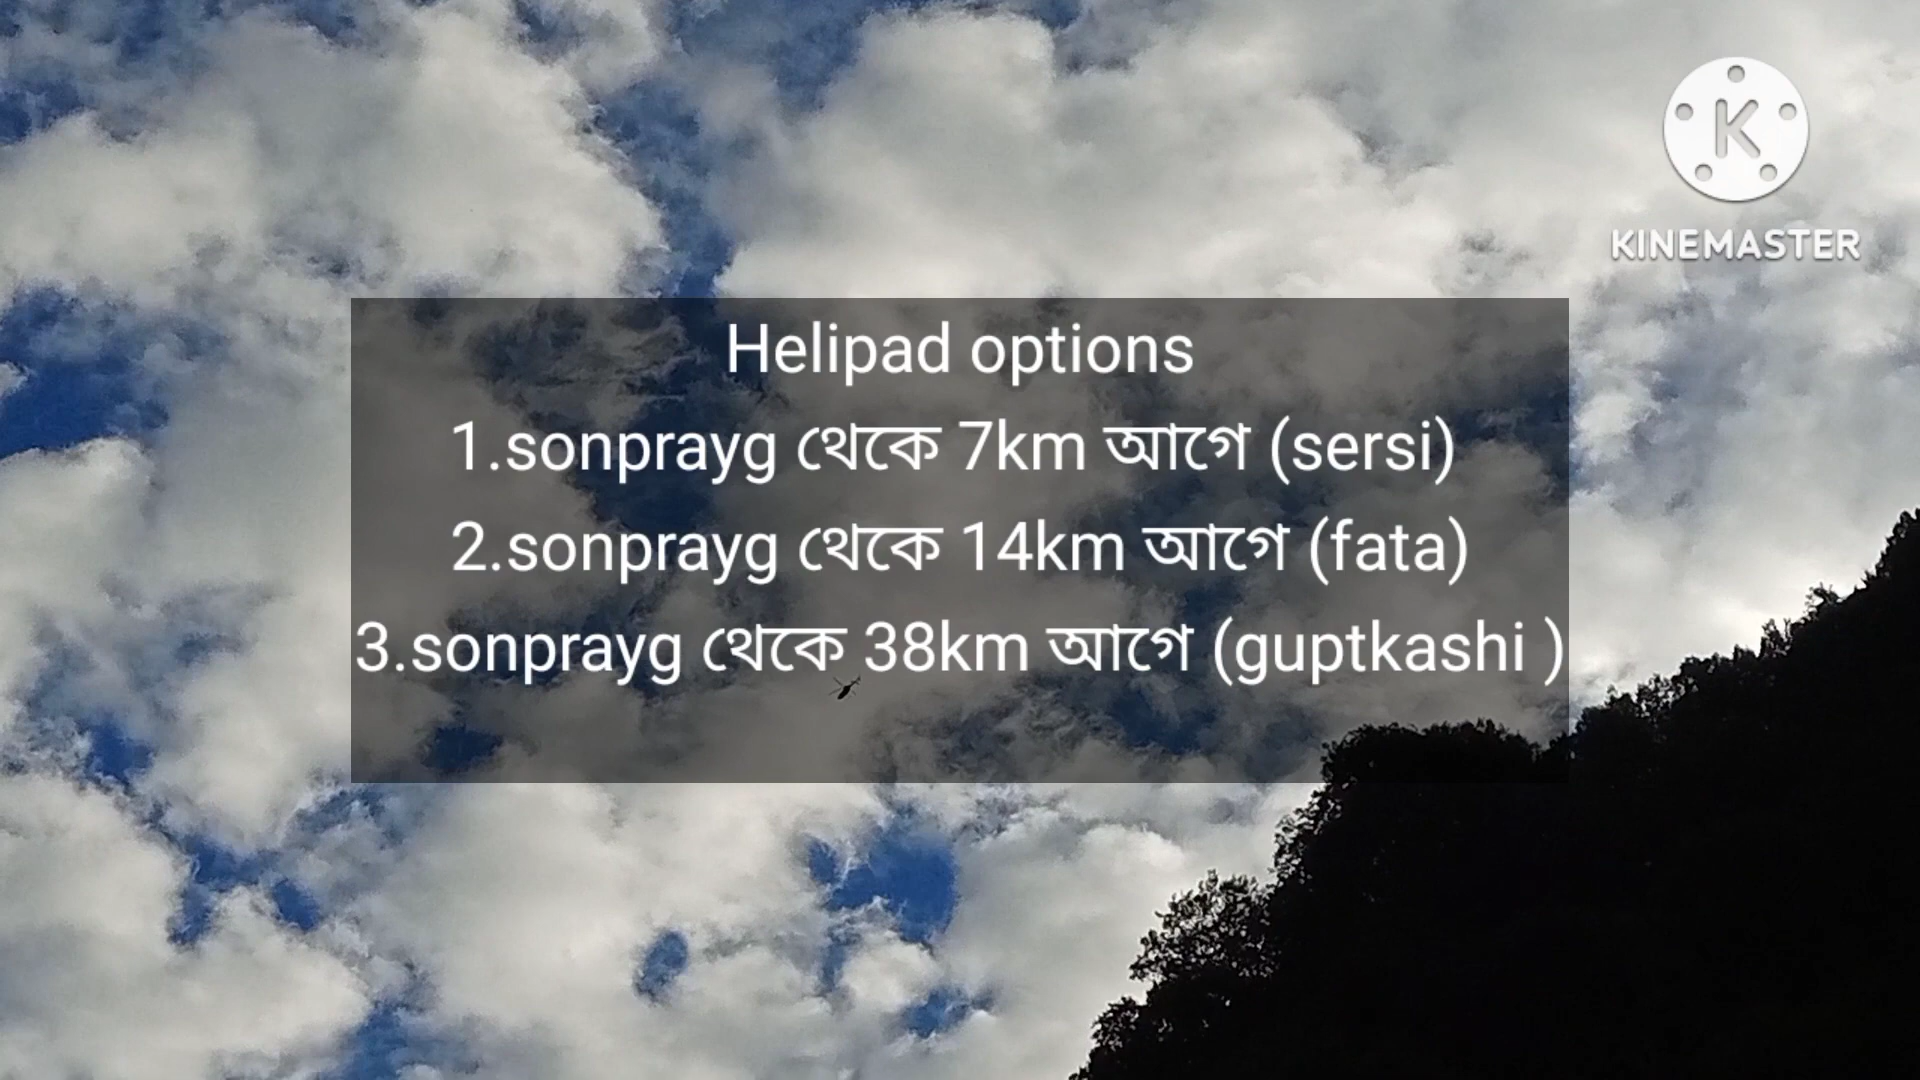 KINEMASTER
Helipad options
1.sonprayg থেকে 7km আগে (sersi)
2.sonprayg থেকে 14km আগে (fata)
3.sonprayg থেকে 38km আগে (guptkashi )